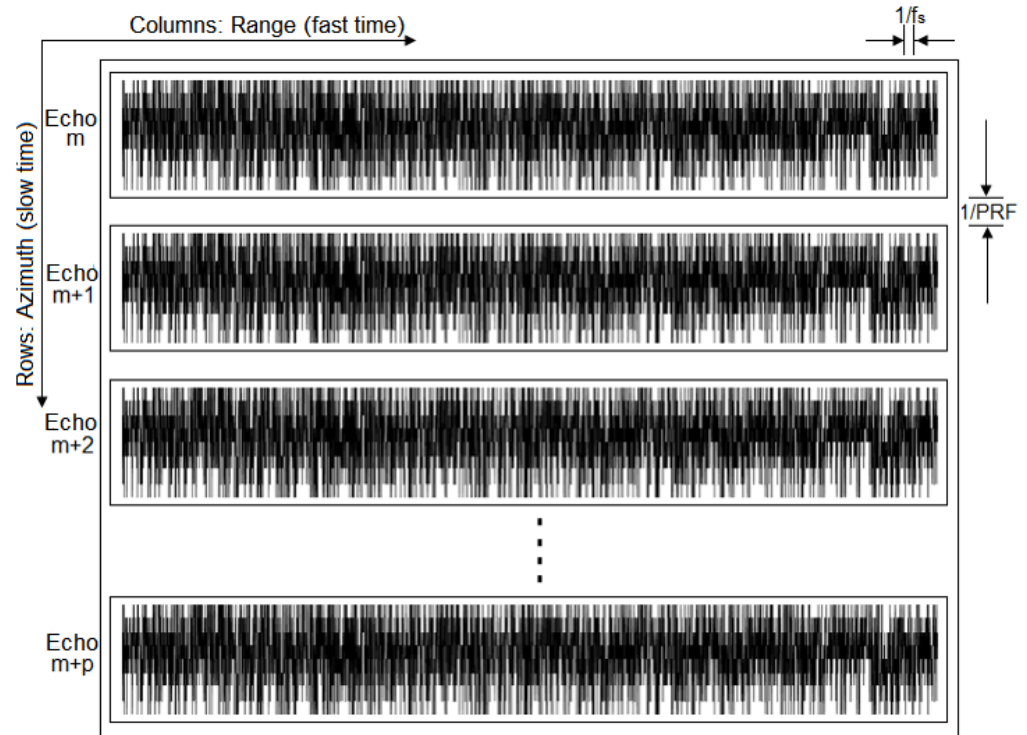 Columns: Range (fast time)
1/fs
Rows: Azimuth (slow time)
Echo
m
1/PRF
Echo
m+1
Echo
m+2
Echo
m+p